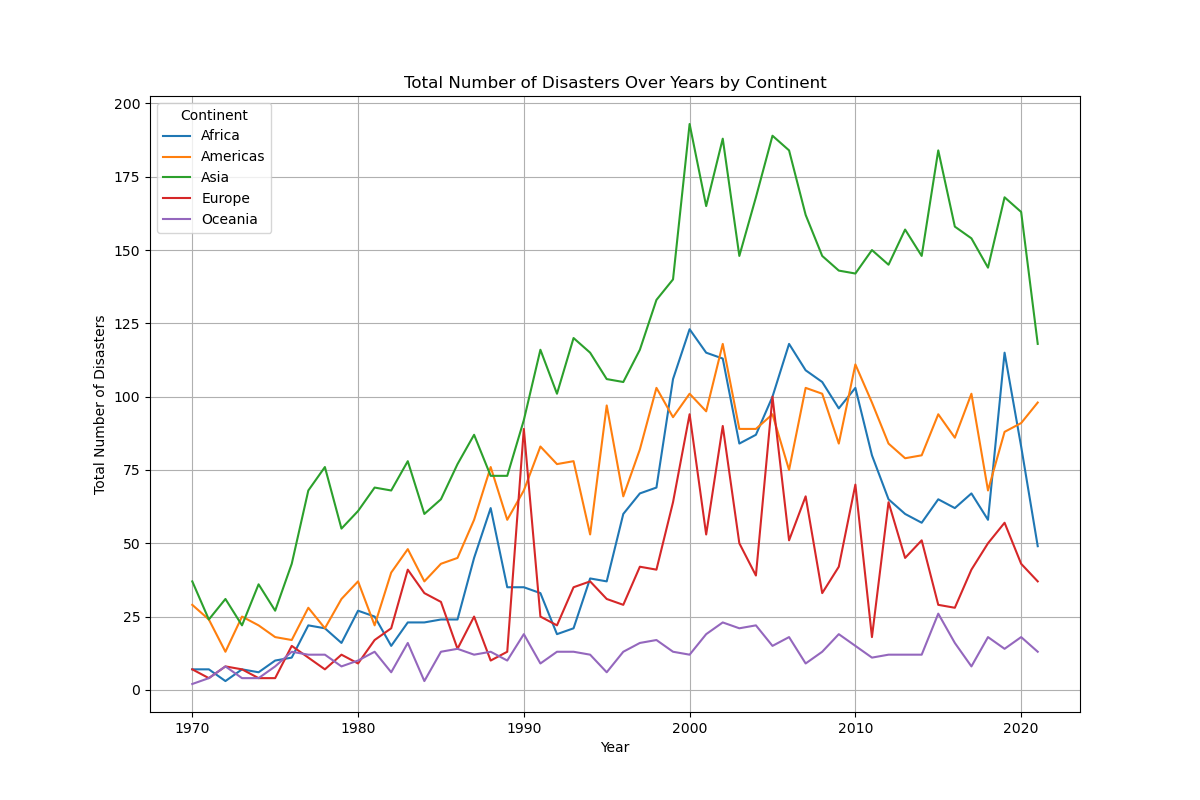 Total Number of Disasters Over Years by Continent
Continent
Africa
Americas
Asia
Europe
Oceania
Total Number of Disasters
200
175
150
125
100
75
50
25
0
1970 1980 1990 2000 2010 2020
Year